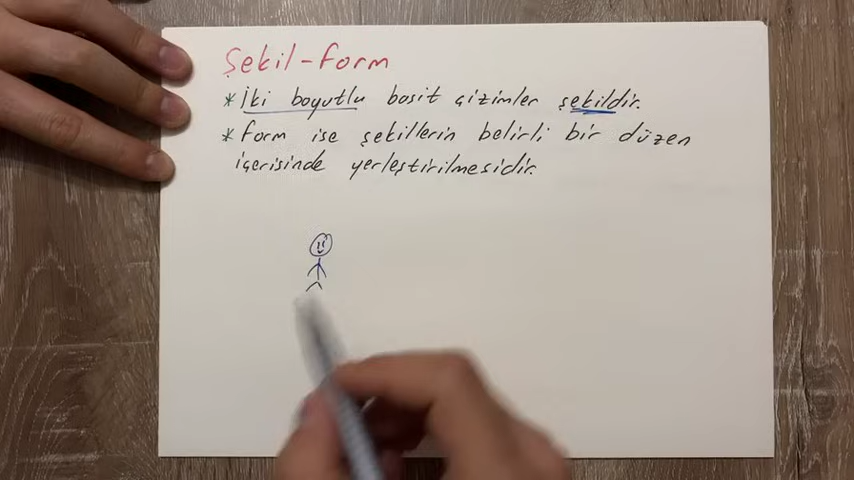 Şekil-form
* İki boyutlu basit çizimler şekildir.
* form ise şekillerin belirli bir düzen
içerisinde yerleştirilmesidir.